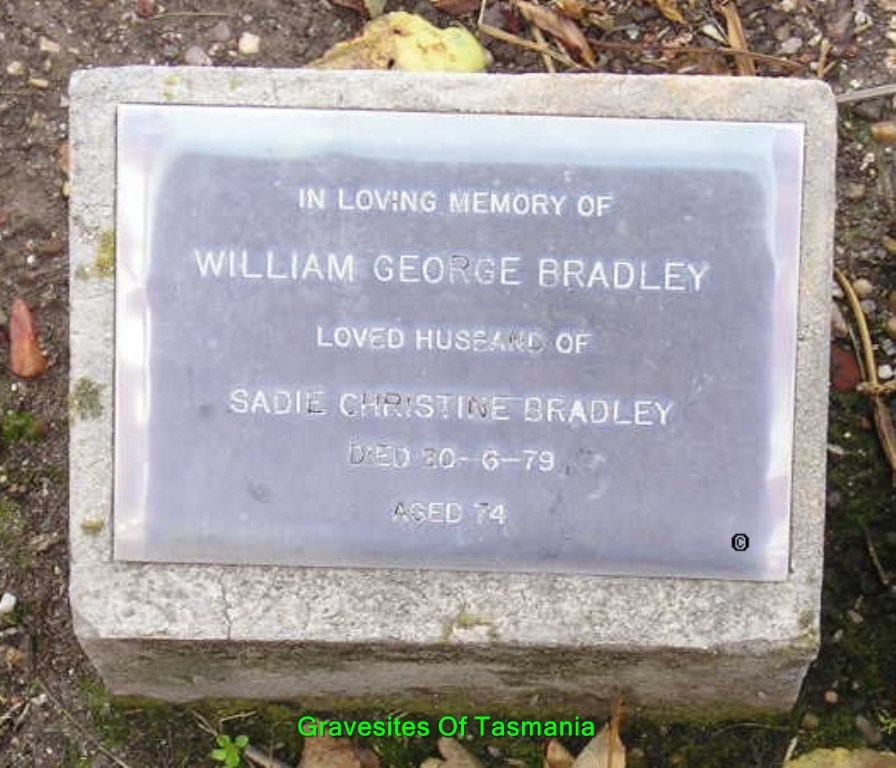 IN LOVING MEMORY OF
WILLIAM GEORGE BRADLEY
LOVED HUSBAND OF
SADIE CHRISTINE BRADLEY
DIED 30-6-79
AGED 74
©
Gravesites Of Tasmania